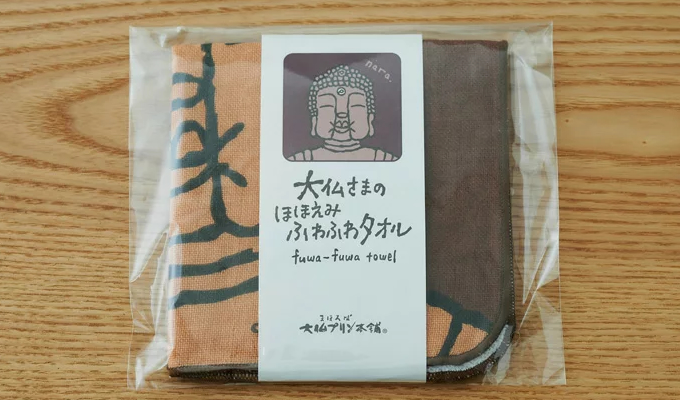 nara.
大仏さまの
ほほえみ
ふわふわタオル
fuwa-fuwa towel
まほろば
大仏プリン本舗®